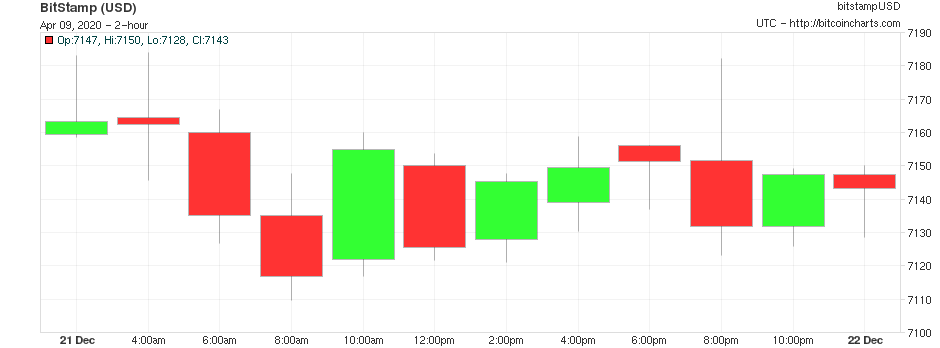 BitStamp (USD)
bitstampUSD
Apr 09, 2020 - 2-hour
UTC - http://bitcoincharts.com
Op:7147, Hi:7150, Lo:7128, Cl:7143
7190
7180
7170
7160
7150
7140
7130
7120
7110
7100
21 Dec 4:00am 6:00am 8:00am 10:00am 12:00pm 2:00pm 4:00pm 6:00pm 8:00pm 10:00pm 22 Dec